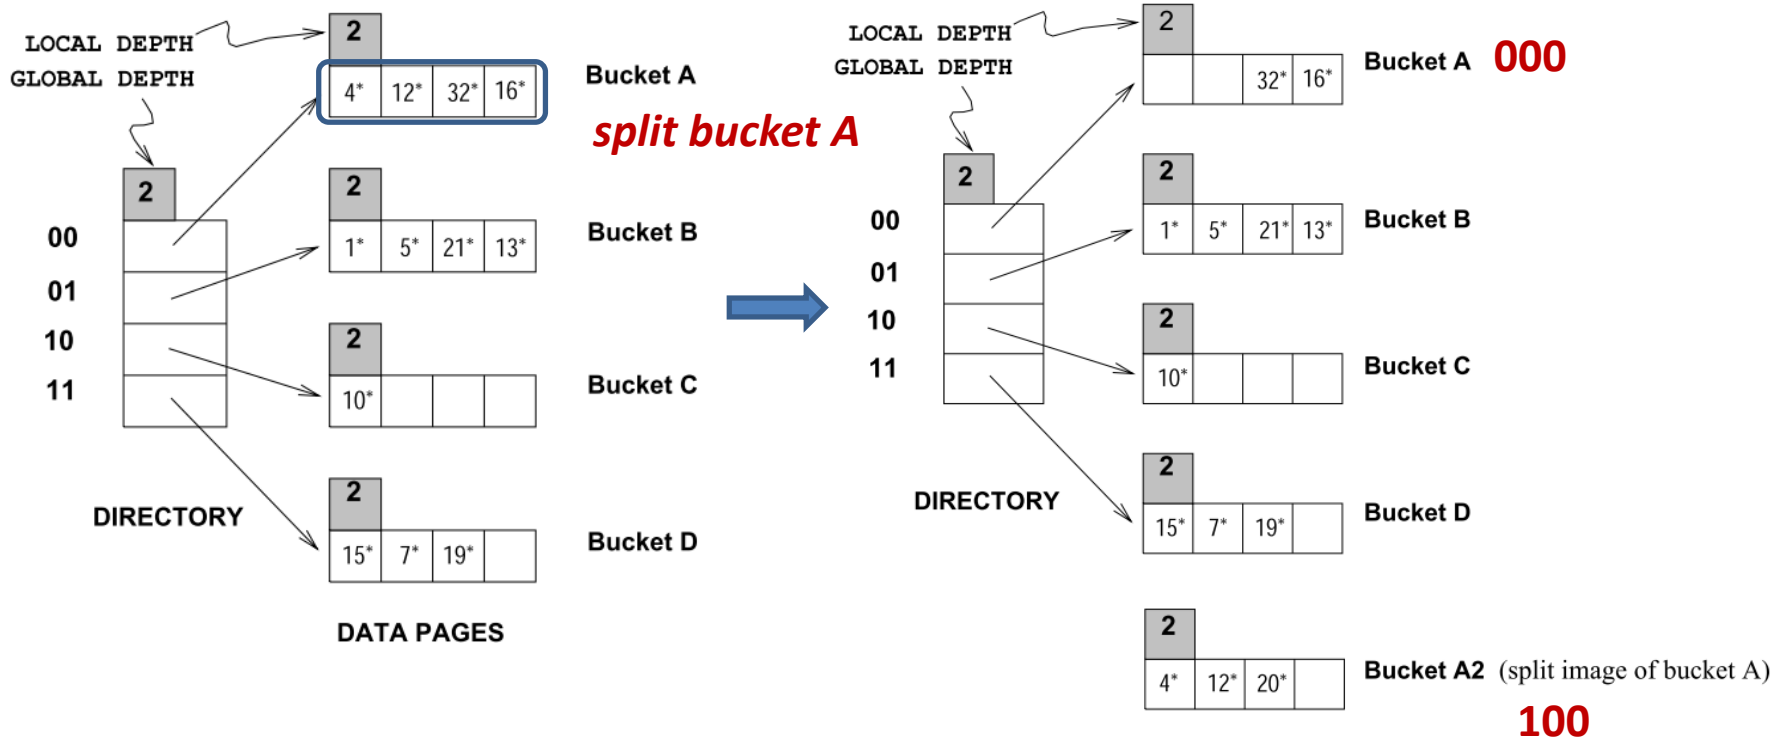 LOCAL DEPTH
GLOBAL DEPTH
2
4* 12* 32* 16*
Bucket A
split bucket A
2
00
01
10
11
2
1* 5* 21* 13*
Bucket B
2
10*
Bucket C
2
15* 7* 19*
Bucket D
DIRECTORY
DATA PAGES
LOCAL DEPTH
GLOBAL DEPTH
2
32* 16*
Bucket A 000
2
00
01
10
11
2
1* 5* 21* 13*
Bucket B
2
10*
Bucket C
2
15* 7* 19*
Bucket D
DIRECTORY
2
4* 12* 20*
Bucket A2 (split image of bucket A)
100